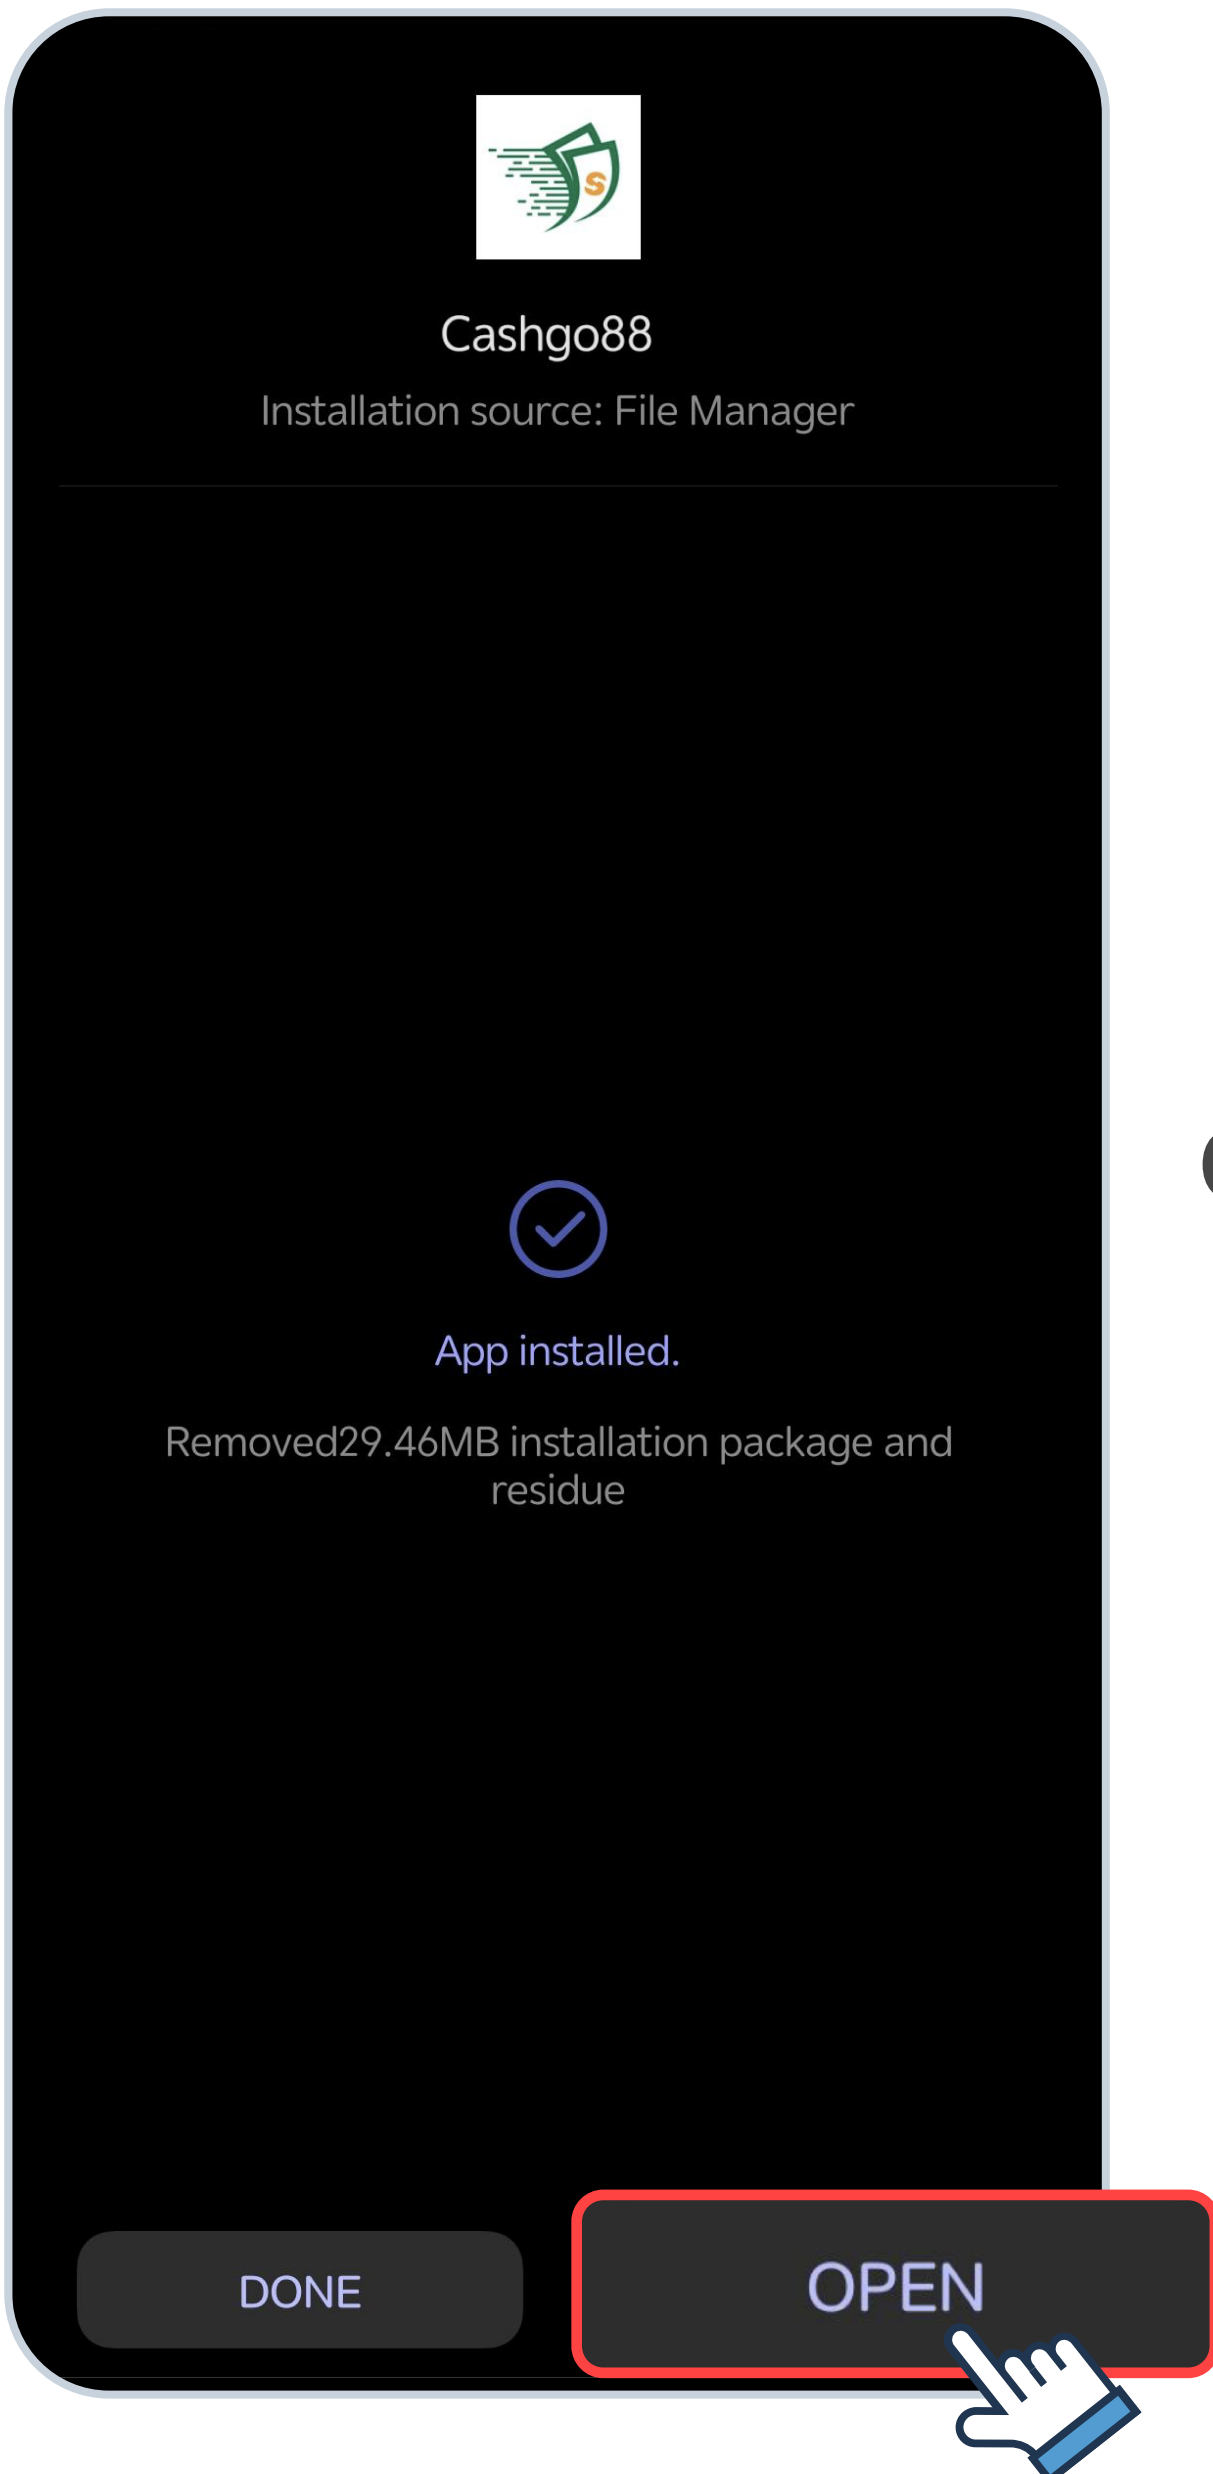 Cashgo88
Installation source: File Manager
App installed.
Removed29.46MB installation package and
residue
DONE
OPEN